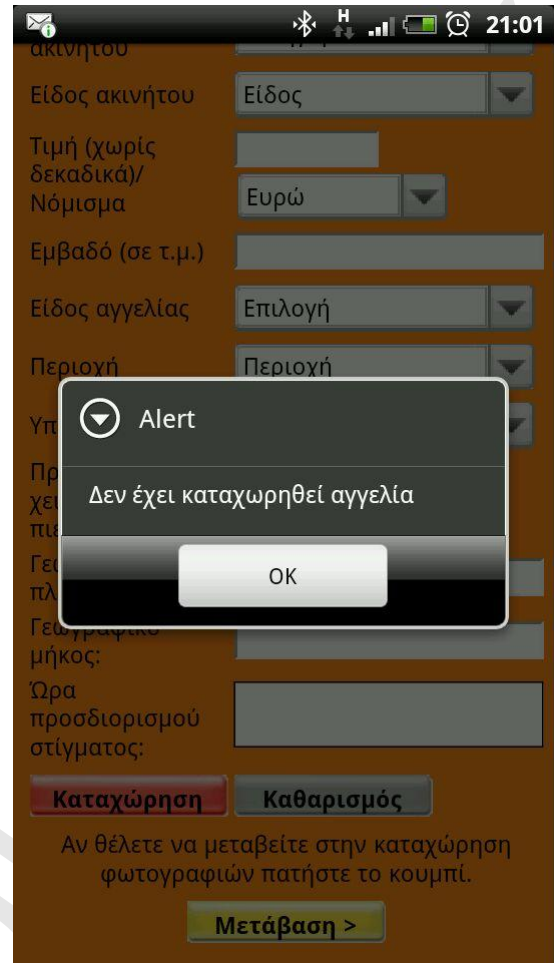 H
21:01
ακινήτου
Είδος ακινήτου
Είδος
Τιμή (χωρίς
δεκαδικά)/
Νόμισμα
Ευρώ
Εμβαδό (σε τ.μ.)
Είδος αγγελίας
Επιλογή
Περιοχή
Περιοχή
Alert
Δεν έχει καταχωρηθεί αγγελία
OK
Γεωγραφικό
μήκος:
Ώρα
προσδιορισμού
στίγματος:
Καταχώρηση
Καθαρισμός
Αν θέλετε να μεταβείτε στην καταχώρηση
φωτογραφιών πατήστε το κουμπί.
Μετάβαση >